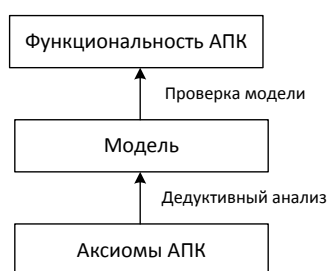 Функциональность АПК
Проверка модели
Модель
Дедуктивный анализ
Аксиомы АПК